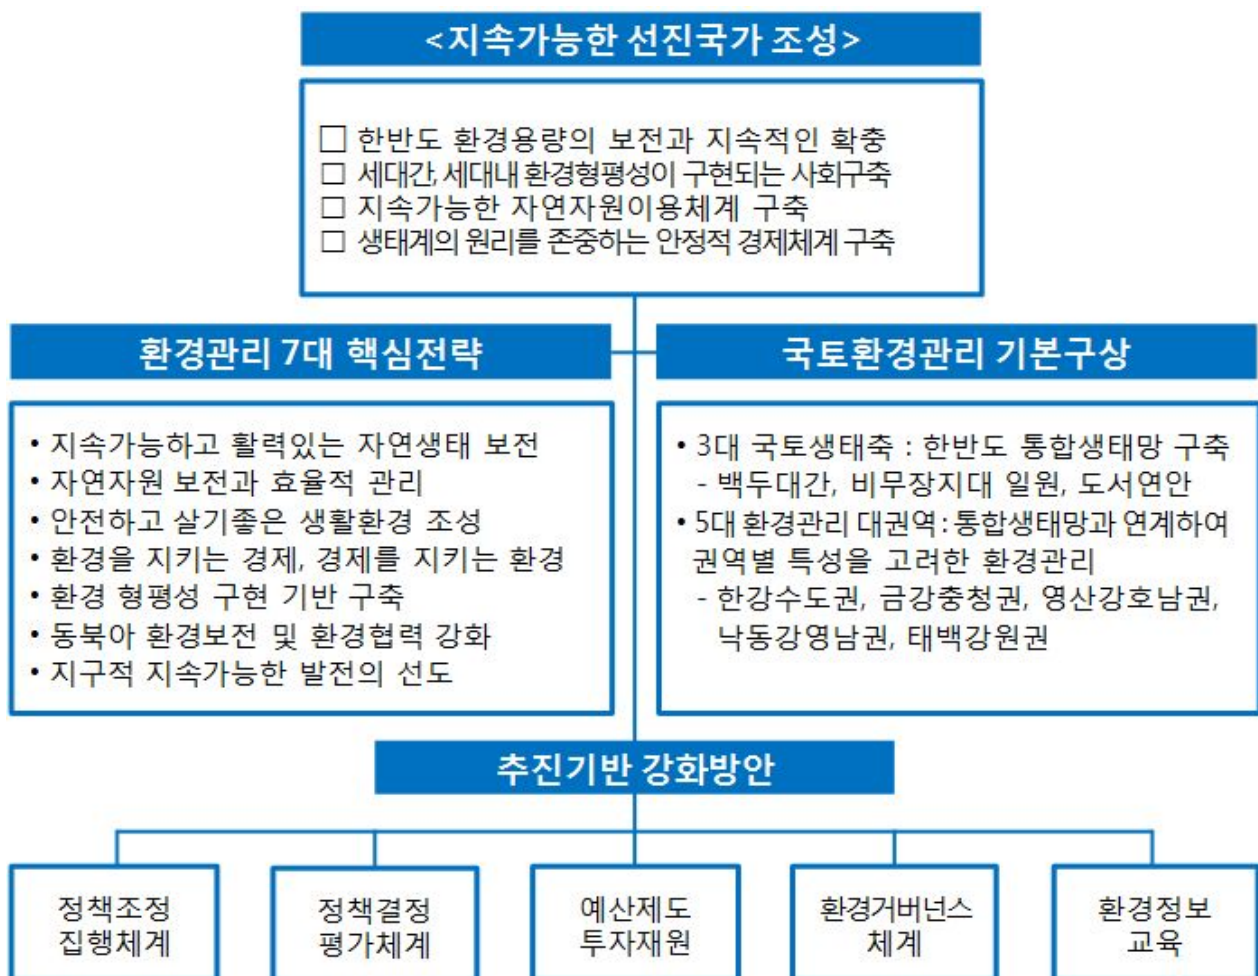 <지속가능한 선진국가 조성>
□ 한반도 환경용량의 보전과 지속적인 확충
□ 세대간, 세대내 환경형평성이 구현되는 사회구축
□ 지속가능한 자연자원이용체계 구축
□ 생태계의 원리를 존중하는 안정적 경제체계 구축
환경관리 7대 핵심전략
• 지속가능하고 활력있는 자연생태 보전
• 자연자원 보전과 효율적 관리
• 안전하고 살기좋은 생활환경 조성
• 환경을 지키는 경제, 경제를 지키는 환경
• 환경 형평성 구현 기반 구축
• 동북아 환경보전 및 환경협력 강화
• 지구적 지속가능한 발전의 선도
국토환경관리 기본구상
• 3대 국토생태축 : 한반도 통합생태망 구축
- 백두대간, 비무장지대 일원, 도서연안
• 5대 환경관리 대권역 : 통합생태망과 연계하여
권역별 특성을 고려한 환경관리
- 한강수도권, 금강충청권, 영산강호남권,
낙동강영남권, 태백강원권
추진기반 강화방안
정책조정
집행체계
정책결정
평가체계
예산제도
투자재원
환경거버넌스
체계
환경정보
교육